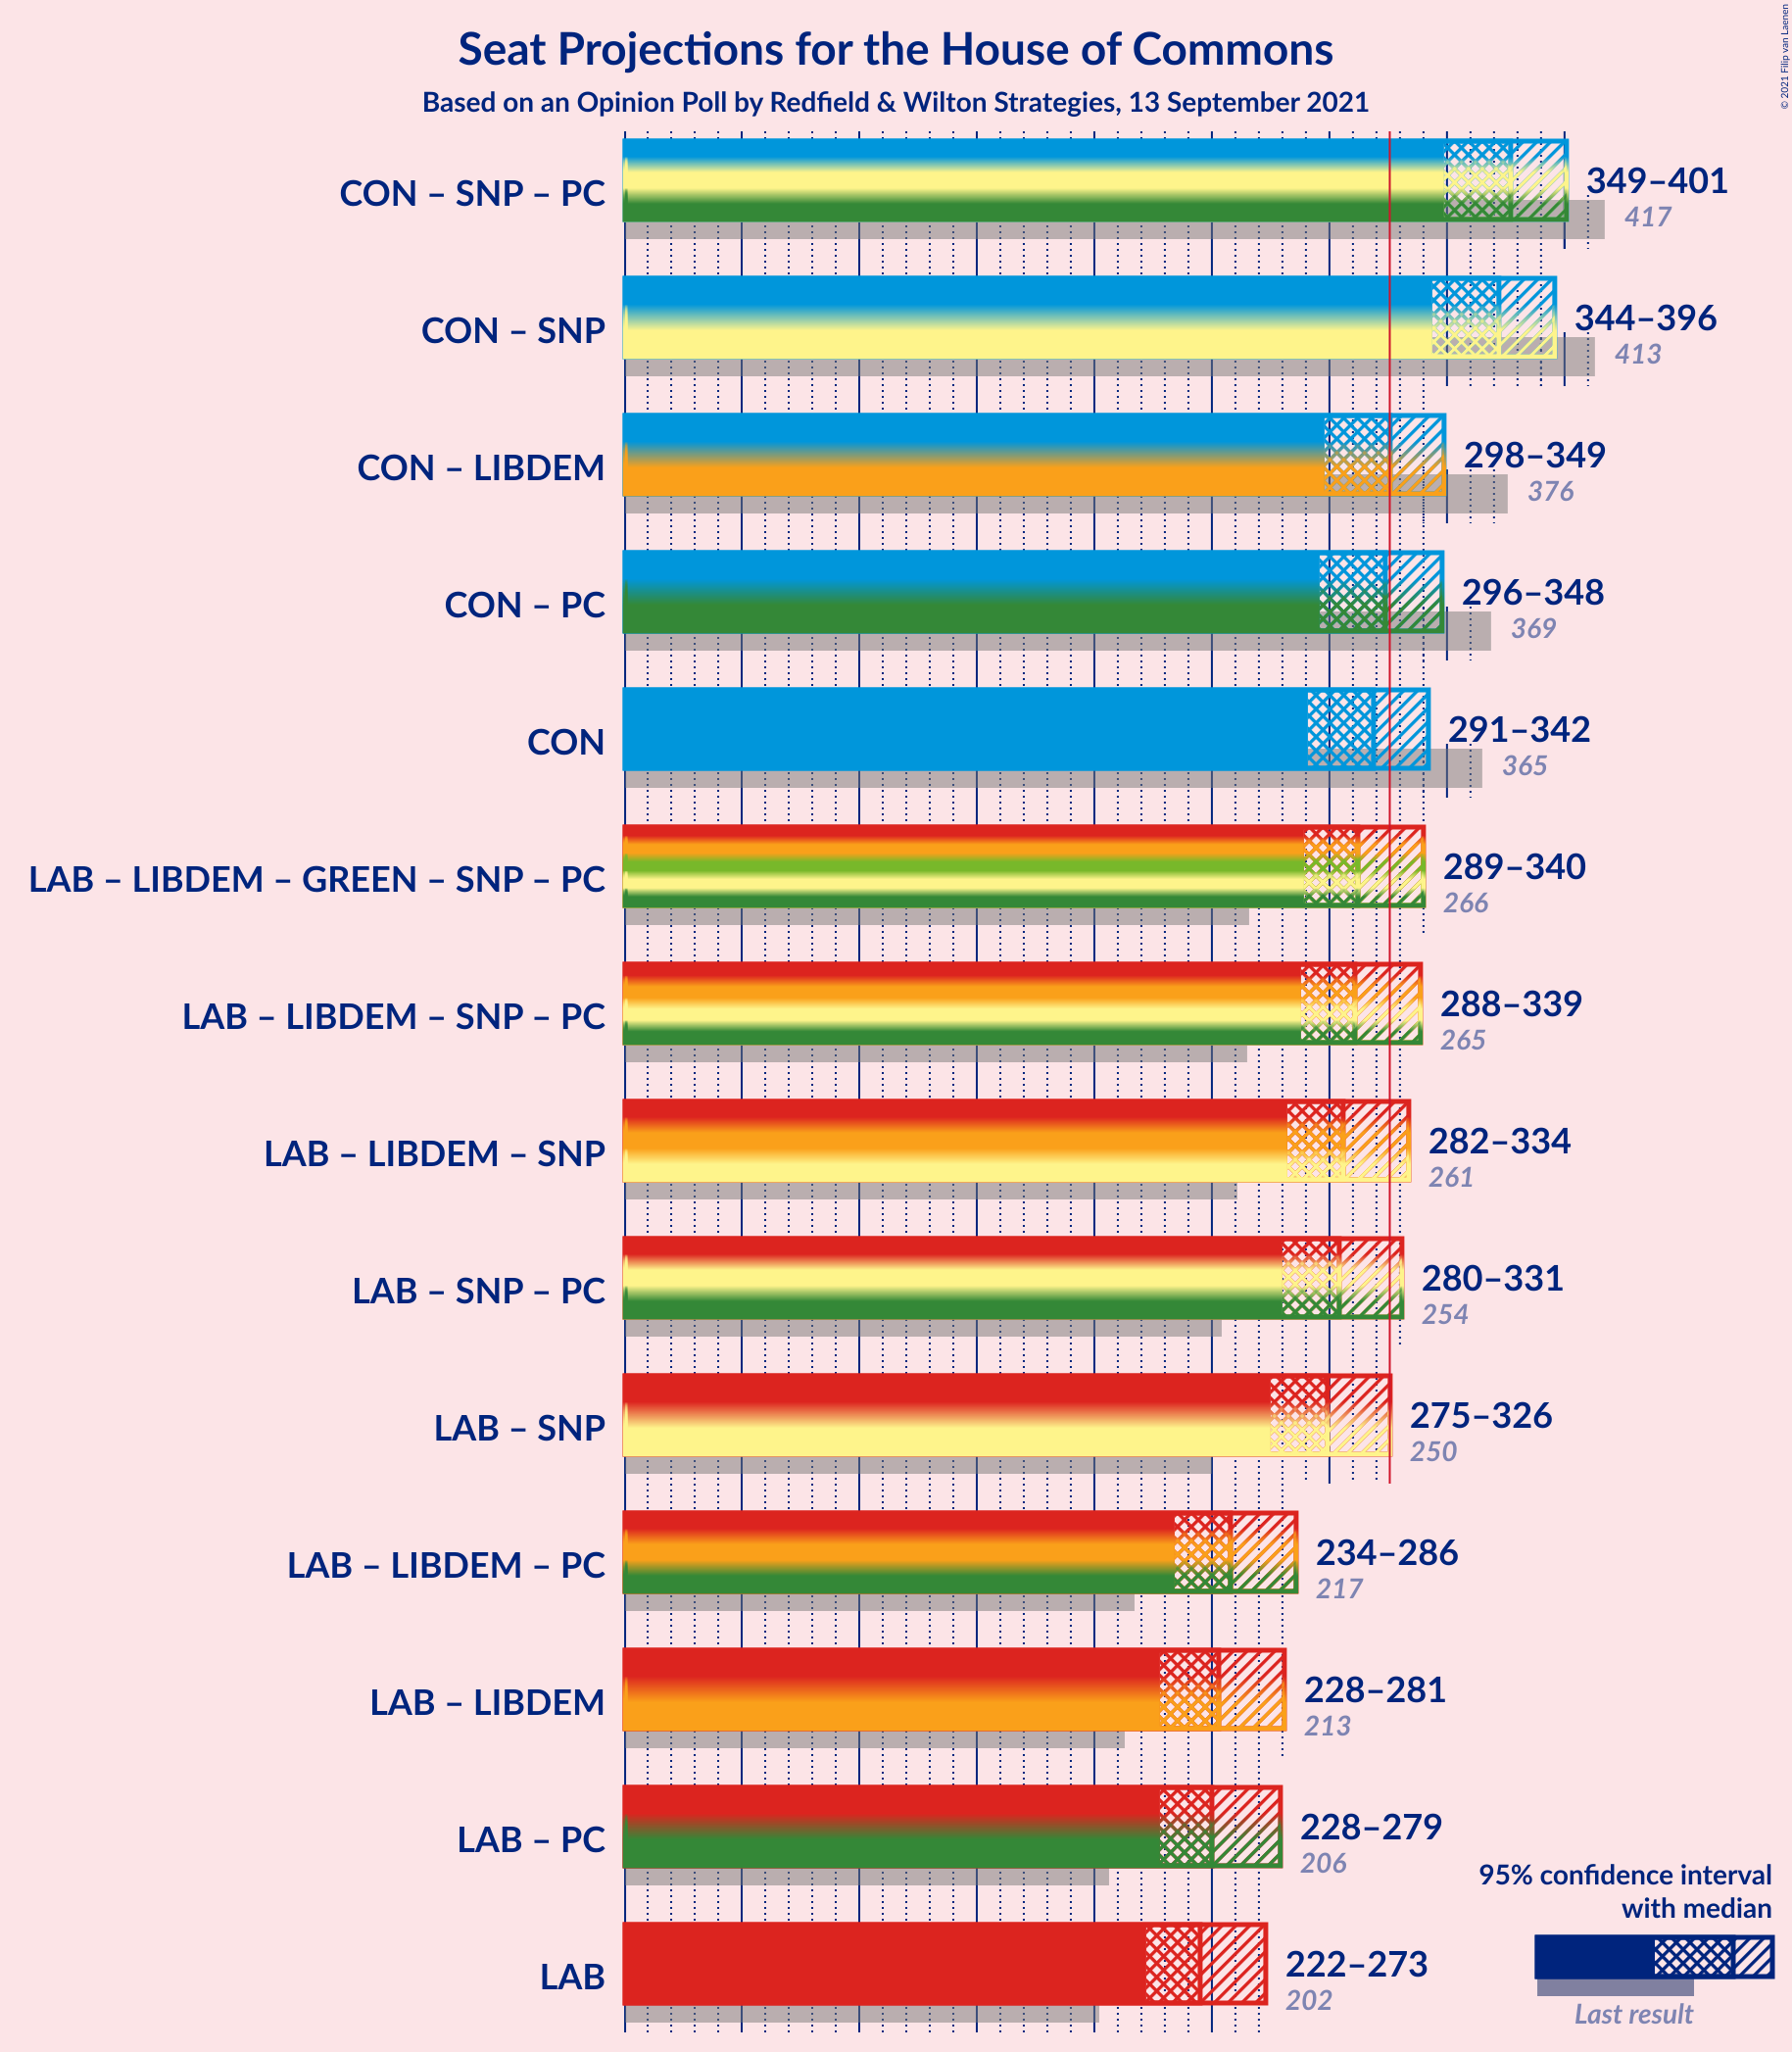 Seat Projections for the House of Commons
Based on an Opinion Poll by Redfield & Wilton Strategies, 13 September 2021
© 2021 Filip van Laenen
CON – SNP – PC
349–401
417
CON – SNP
344–396
413
CON – LIBDEM
298–349
376
CON – PC
296–348
369
CON
291–342
365
LAB – LIBDEM – GREEN – SNP – PC
289–340
266
LAB – LIBDEM – SNP – PC
288–339
265
LAB – LIBDEM – SNP
282–334
261
LAB – SNP – PC
280–331
254
LAB – SNP
275–326
250
LAB – LIBDEM – PC
234–286
217
LAB – LIBDEM
228–281
213
LAB – PC
228–279
206
LAB
222–273
202
95% confidence interval
with median
Last result